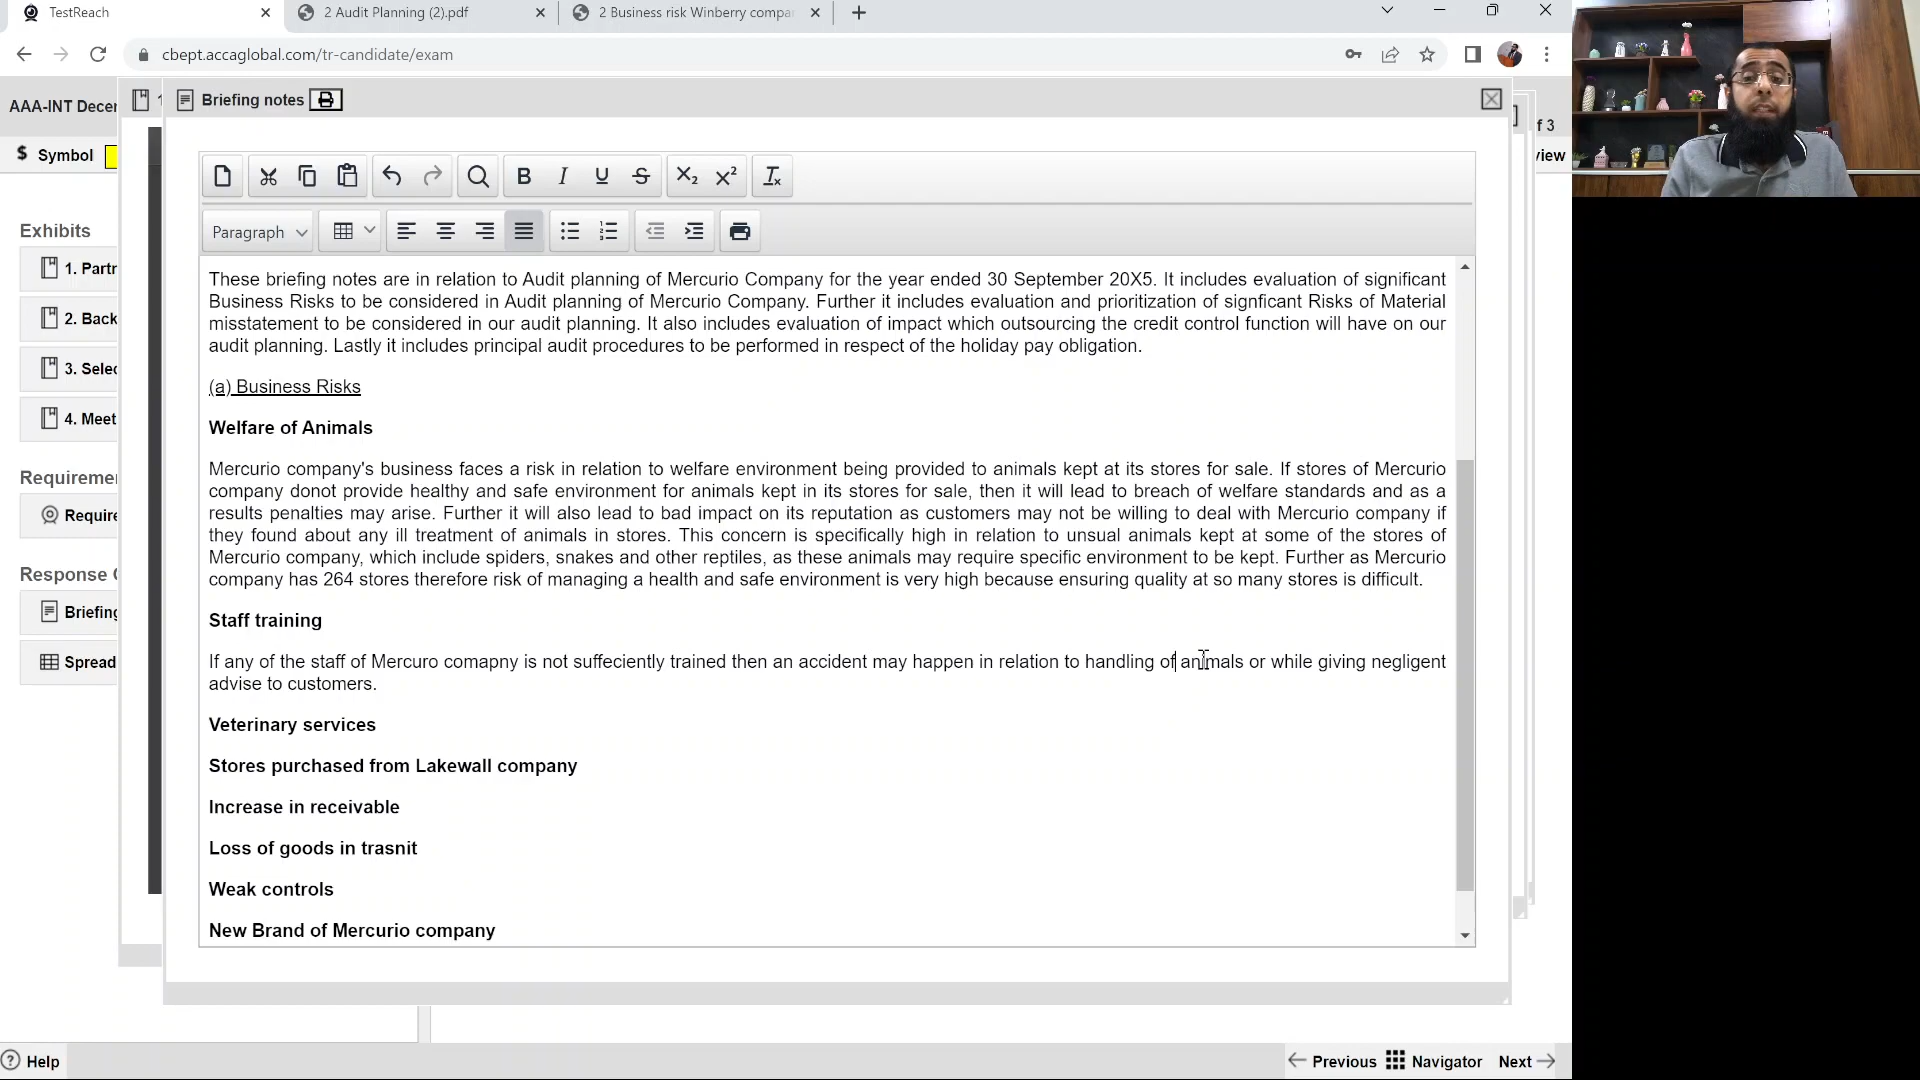 TestReach
2 Audit Planning (2).pdf
2 Business risk Winberry compan
cbept.accaglobal.com/tr-candidate/exam
AAA-INT Decer
Briefing notes
f 3
$ Symbol
view
Exhibits
1. Partr
2. Back
3. Selec
4. Meet
Requiremer
Require
Response
Briefing
Spread
B I U S X2 X2 Tx
Paragraph
These briefing notes are in relation to Audit planning of Mercurio Company for the year ended 30 September 20X5. It includes evaluation of significant
Business Risks to be considered in Audit planning of Mercurio Company. Further it includes evaluation and prioritization of signficant Risks of Material
misstatement to be considered in our audit planning. It also includes evaluation of impact which outsourcing the credit control function will have on our
audit planning. Lastly it includes principal audit procedures to be performed in respect of the holiday pay obligation.
(a) Business Risks
Welfare of Animals
Mercurio company's business faces a risk in relation to welfare environment being provided to animals kept at its stores for sale. If stores of Mercurio
company donot provide healthy and safe environment for animals kept in its stores for sale, then it will lead to breach of welfare standards and as a
results penalties may arise. Further it will also lead to bad impact on its reputation as customers may not be willing to deal with Mercurio company if
they found about any ill treatment of animals in stores. This concern is specifically high in relation to unsual animals kept at some of the stores of
Mercurio company, which include spiders, snakes and other reptiles, as these animals may require specific environment to be kept. Further as Mercurio
company has 264 stores therefore risk of managing a health and safe environment is very high because ensuring quality at so many stores is difficult.
Staff training
If any of the staff of Mercuro comapny is not suffeciently trained then an accident may happen in relation to handling of animals or while giving negligent
advise to customers.
Veterinary services
Stores purchased from Lakewall company
Increase in receivable
Loss of goods in trasnit
Weak controls
New Brand of Mercurio company
Help
Previous
Navigator
Next